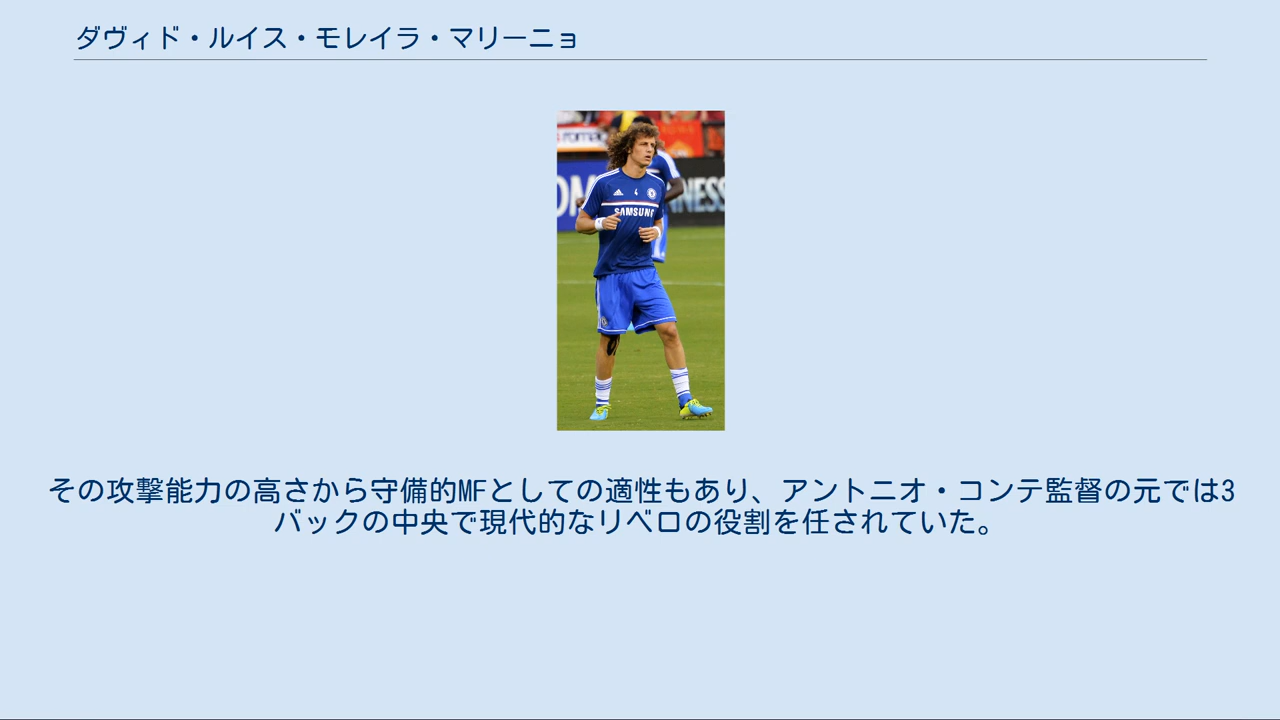 ダヴィド・ルイス・モレイラ・マリーニョ
SAMSUNG
4
その攻撃能力の高さから守備的MFとしての適性もあり、アントニオ・コンテ監督の元では3
バックの中央で現代的なリベロの役割を任されていた。